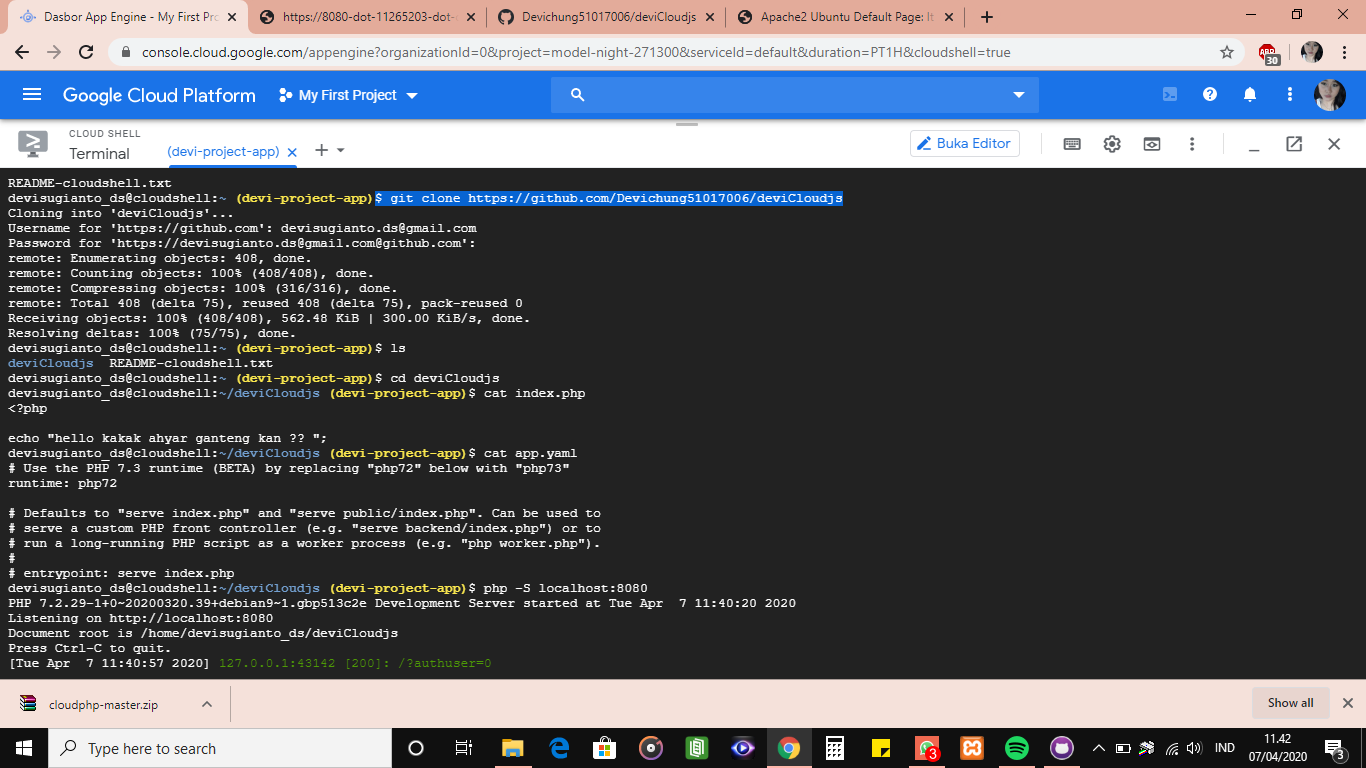 Dasbor App Engine - My First Pro
https://8080-dot-11265203-dot-
Devichung51017006/deviCloudjs
Apache2 Ubuntu Default Page: It
console.cloud.google.com/appengine?organizationId=0&project=model-night-271300&serviceId=default&duration=PT1H&cloudshell=true
ABP
30
Google Cloud Platform
My First Project
CLOUD SHELL
Terminal
(devi-project-app)
Buka Editor
README-cloudshell.txt
devisugianto_ds@cloudshell:~ (devi-project-app)$ git clone https://github.com/Devichung51017006/deviCloudjs
Cloning into 'deviCloudjs'...
Username for 'https://github.com': devisugianto.ds@gmail.com
Password for 'https://devisugianto.ds@gmail.com@github.com':
remote: Enumerating objects: 408, done.
remote: Counting objects: 100% (408/408), done.
remote: Compressing objects: 100% (316/316), done.
remote: Total 408 (delta 75), reused 408 (delta 75), pack-reused 0
Receiving objects: 100% (408/408), 562.48 KiB | 300.00 KiB/s, done.
Resolving deltas: 100% (75/75), done.
devisugianto_ds@cloudshell:~ (devi-project-app)$ ls
deviCloudjs  README-cloudshell.txt
devisugianto_ds@cloudshell:~ (devi-project-app)$ cd deviCloudjs
devisugianto_ds@cloudshell:~/deviCloudjs (devi-project-app)$ cat index.php
<?php
echo "hello kakak ahyar ganteng kan ?? ";
devisugianto_ds@cloudshell:~/deviCloudjs (devi-project-app)$ cat app.yaml
# Use the PHP 7.3 runtime (BETA) by replacing "php72" below with "php73"
runtime: php72
# Defaults to "serve index.php" and "serve public/index.php". Can be used to
# serve a custom PHP front controller (e.g. "serve backend/index.php") or to
# run a long-running PHP script as a worker process (e.g. "php worker.php").
#
# entrypoint: serve index.php
devisugianto_ds@cloudshell:~/deviCloudjs (devi-project-app)$ php -S localhost:8080
PHP 7.2.29-1+0~20200320.39+debian9~1.gbp513c2e Development Server started at Tue Apr  7 11:40:20 2020
Listening on http://localhost:8080
Document root is /home/devisugianto_ds/deviCloudjs
Press Ctrl-C to quit.
[Tue Apr  7 11:40:57 2020] 127.0.0.1:43142 [200]: /?authuser=0
cloudphp-master.zip
Show all
Type here to search
3
IND
11.42
07/04/2020
3